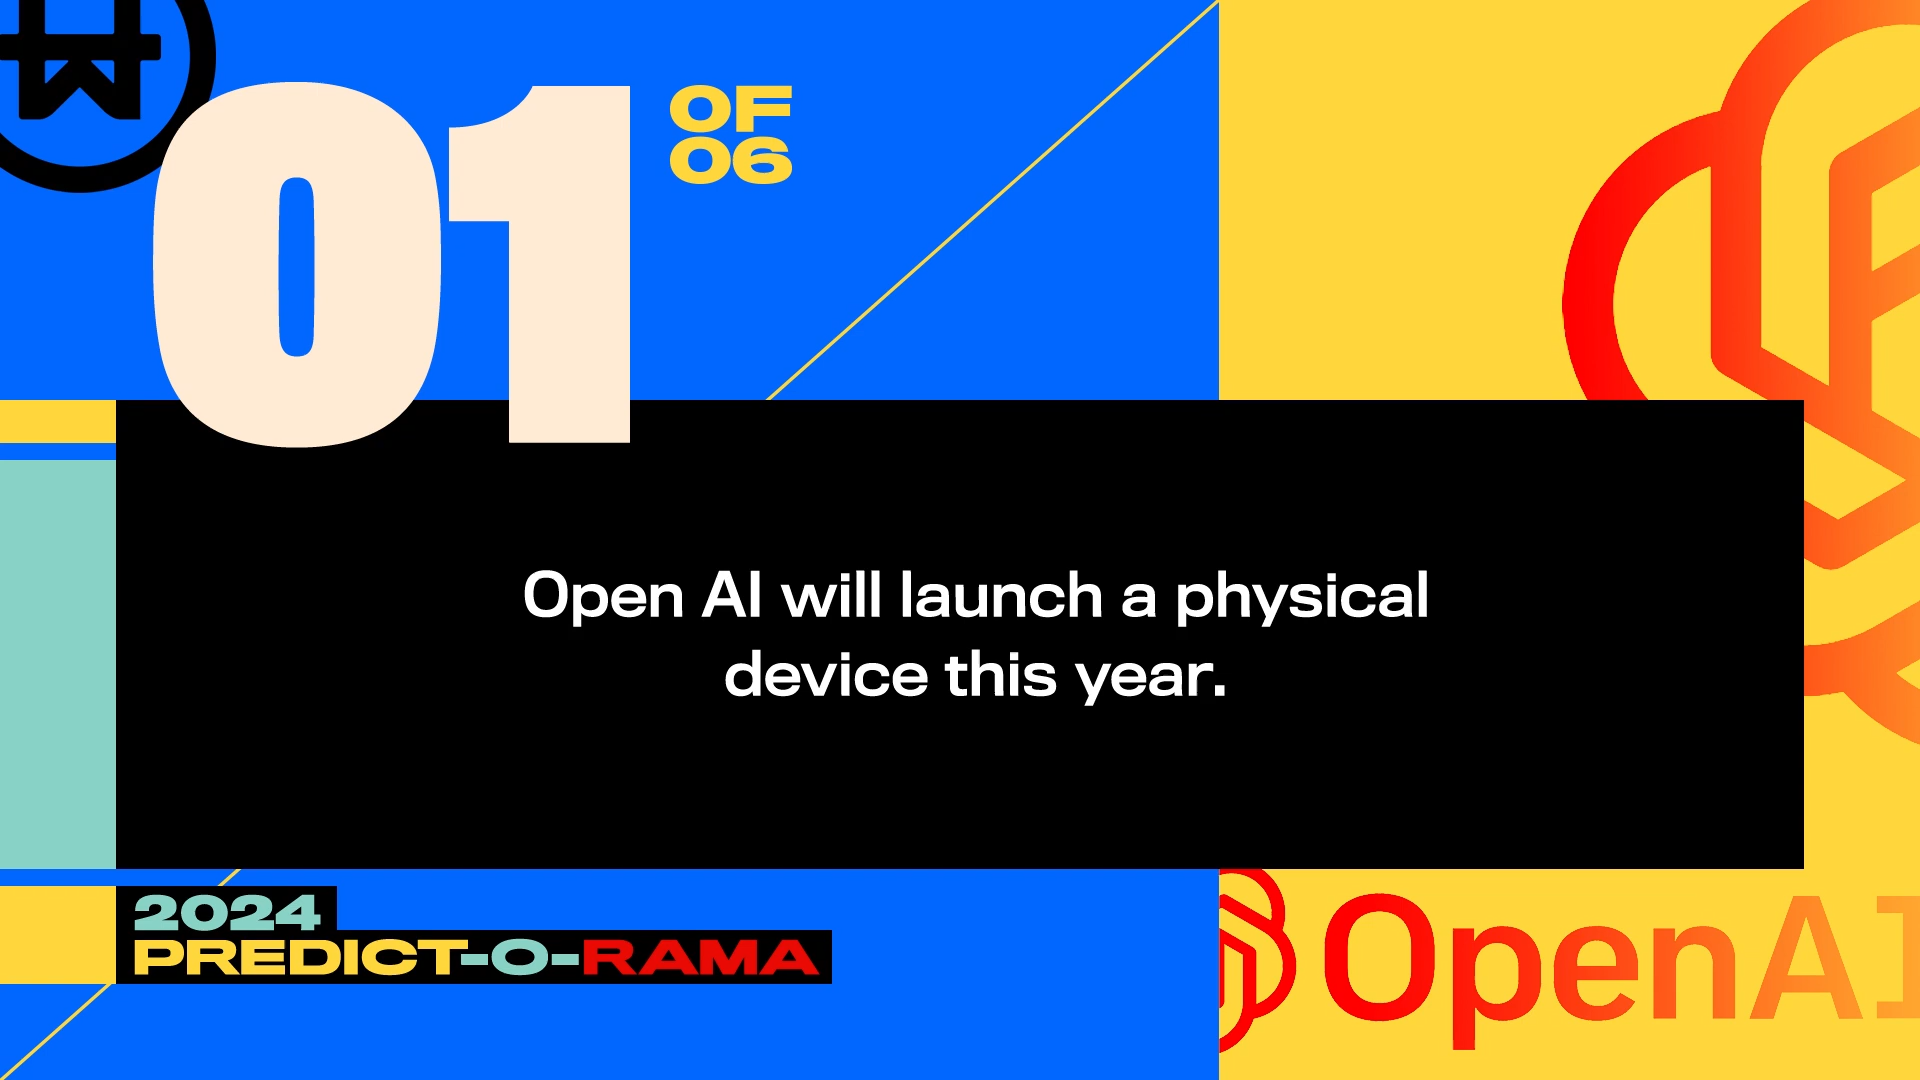 01
OF
06
Open AI will launch a physical
device this year.
2024
PREDICT-O-RAMA
OpenAI